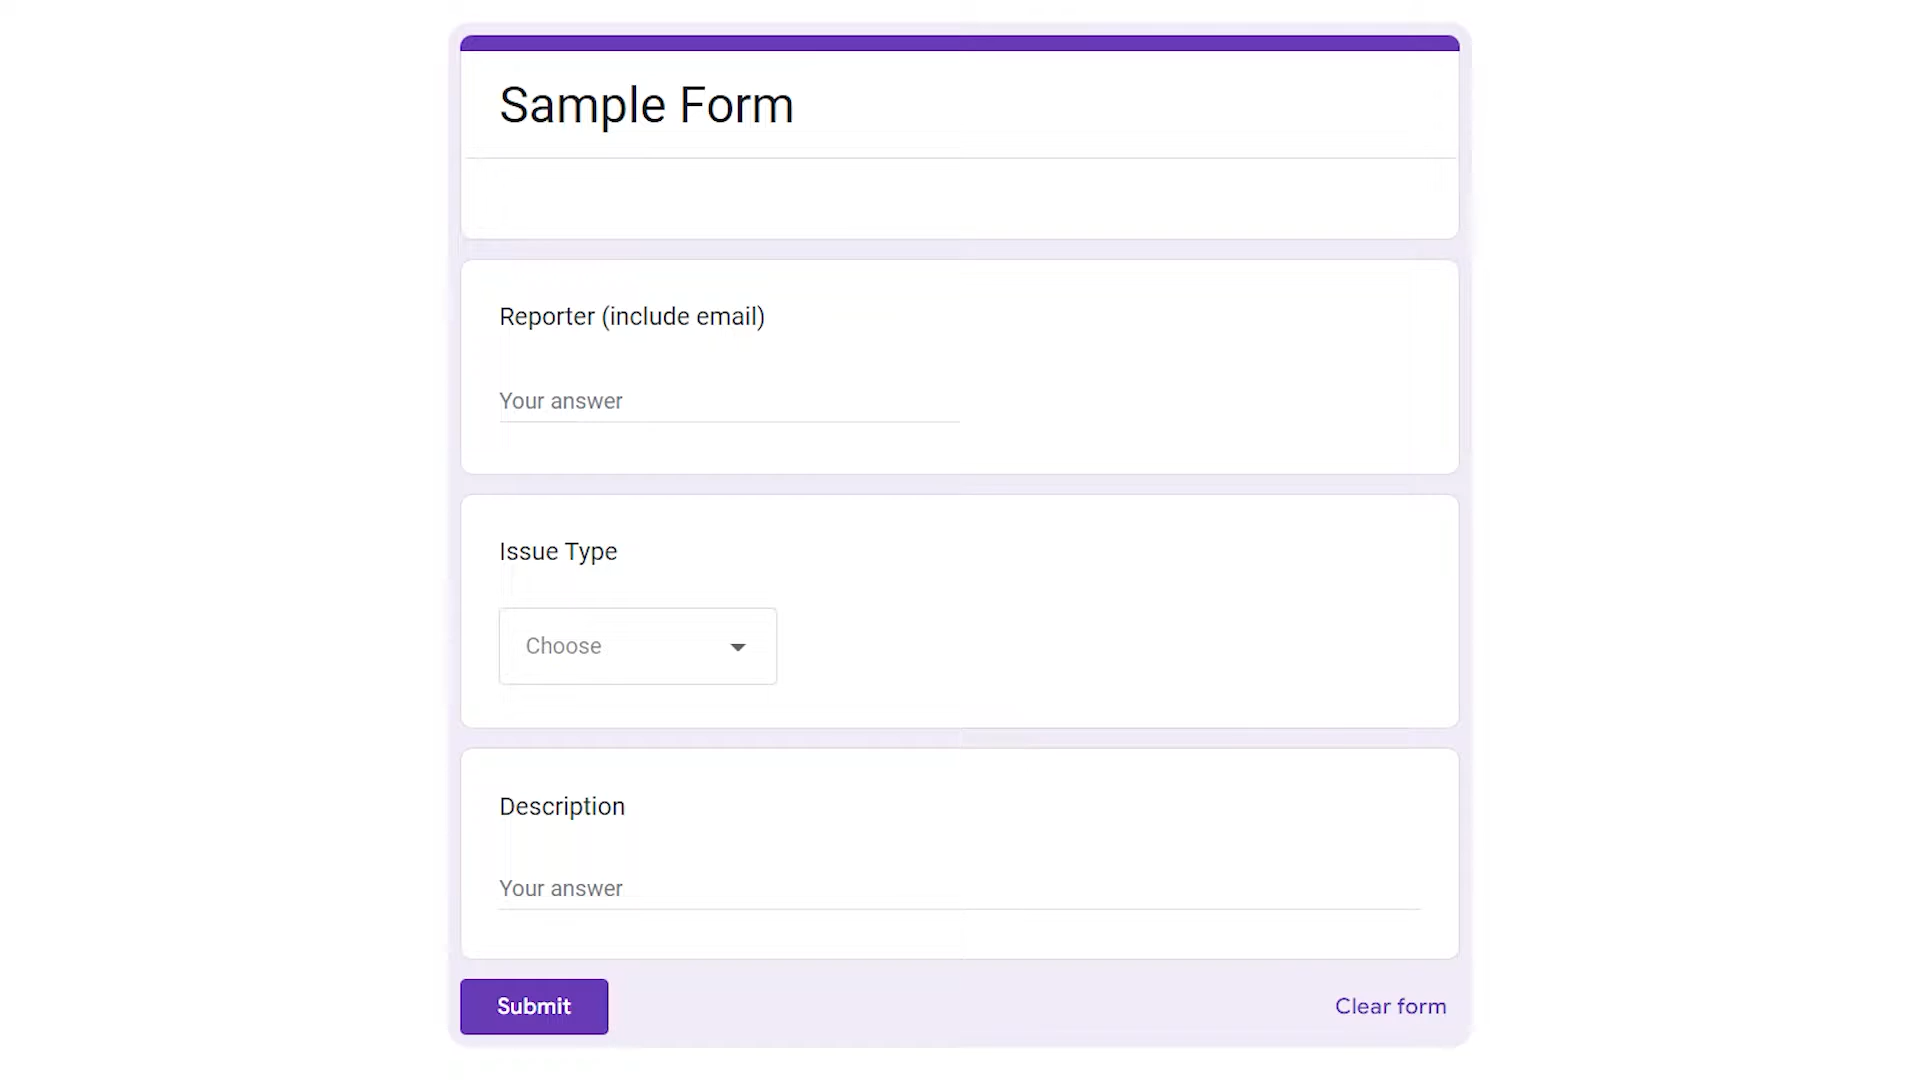 Sample Form
Reporter (include email)
Your answer
Issue Type
Choose
Description
Your answer
Submit
Clear form